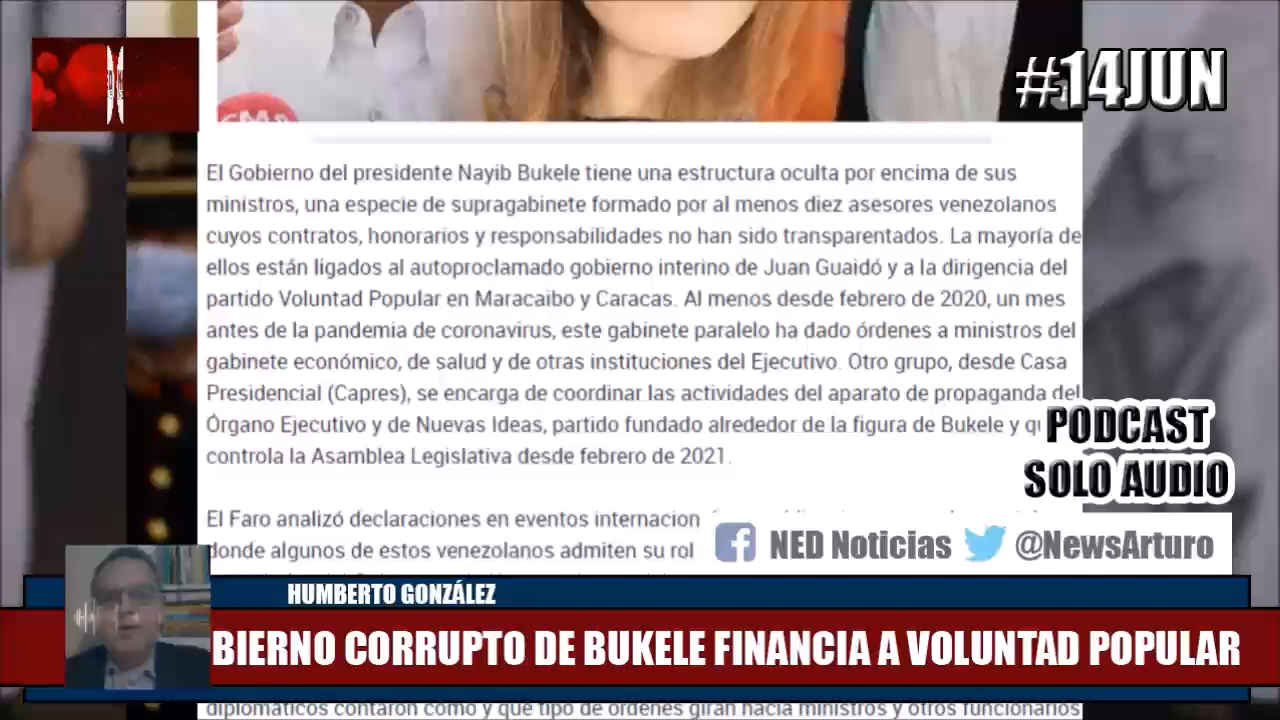 #14JUN
El Gobierno del presidente Nayib Bukele tiene una estructura oculta por encima de sus
ministros, una especie de supragabinete formado por al menos diez asesores venezolanos
cuyos contratos, honorarios y responsabilidades no han sido transparentados. La mayoría de
ellos están ligados al autoproclamado gobierno interino de Juan Guaidó y a la dirigencia del
partido Voluntad Popular en Maracaibo y Caracas. Al menos desde febrero de 2020, un mes
antes de la pandemia de coronavirus, este gabinete paralelo ha dado órdenes a ministros del
gabinete económico, de salud y de otras instituciones del Ejecutivo. Otro grupo, desde Casa
Presidencial (Capres), se encarga de coordinar las actividades del aparato de propaganda del
Órgano Ejecutivo y de Nuevas Ideas, partido fundado alrededor de la figura de Bukele y qu
controla la Asamblea Legislativa desde febrero de 2021.
PODCAST
SOLO AUDIO
El Faro analizó declaraciones en eventos internacion
donde algunos de estos venezolanos admiten su rol
NED Noticias @NewsArturo
HUMBERTO GONZÁLEZ
BIERNO CORRUPTO DE BUKELE FINANCIA A VOLUNTAD POPULAR
diplomáticos contaron cómo y qué tipo de órdenes giran hacia ministros y otros funcionarios